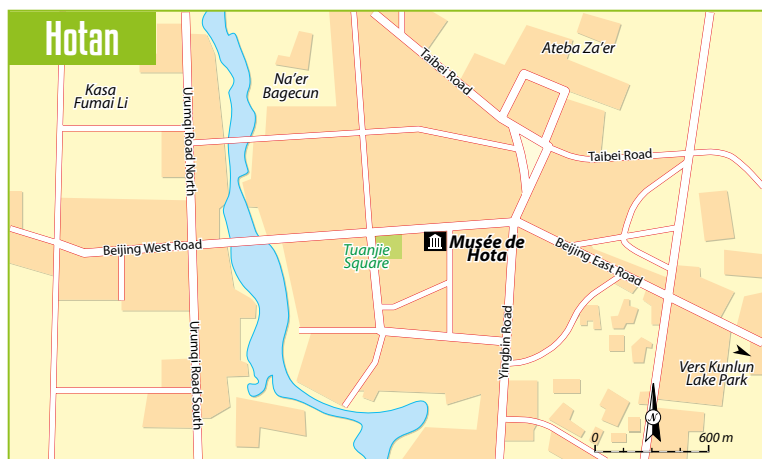 Hotan
Ateba Za'er
Taibei Road
Na'er
Bagecun
Kasa
Fumai Li
Urumqi Road North
Taibei Road
Musée de
Hota
Beijing West Road
Tuanjie
Square
Beijing East Road
Yingbin Road
Urumqi Road South
Vers Kunlun
Lake Park
N
0 600 m